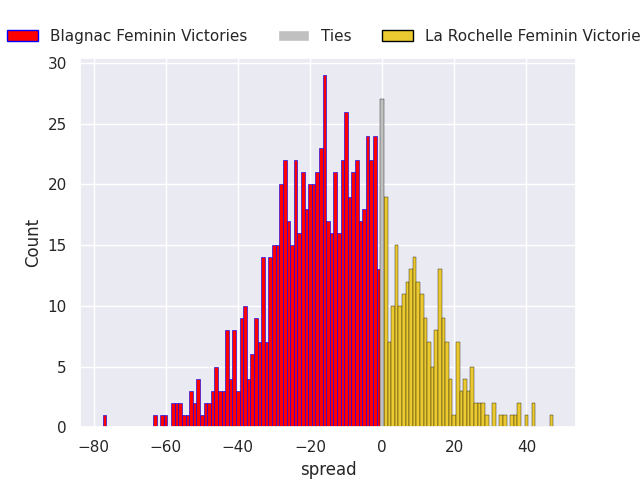 Blagnac Feminin Victories Ties La Rochelle Feminin Victorie
30
25
20
15
10
5
0
Count
−80 −60 −40 −20 0 20 40
spread